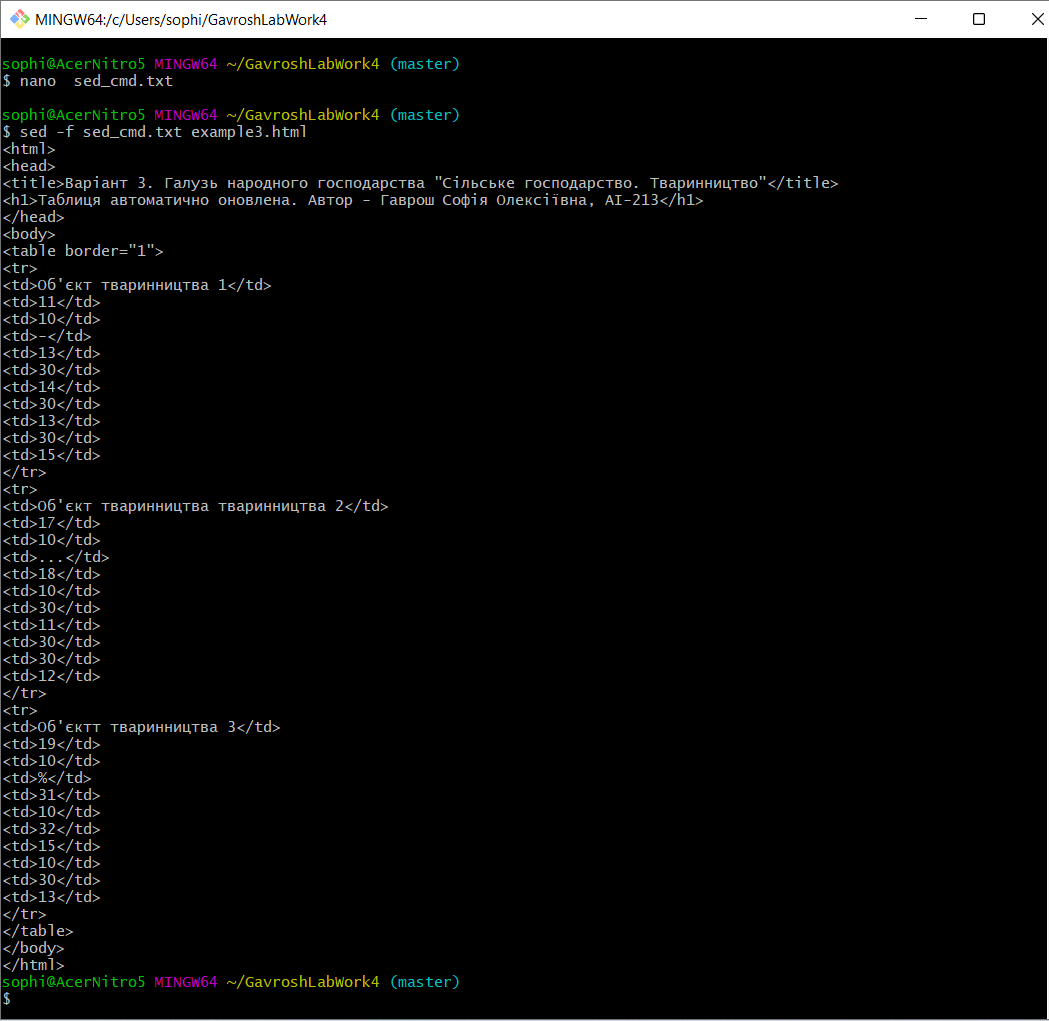 MINGW64:/c/Users/sophi/GavroshLabWork4
sophi@AcerNitro5 MINGW64 ~/GavroshLabWork4 (master)
$ nano  sed_cmd.txt
sophi@AcerNitro5 MINGW64 ~/GavroshLabWork4 (master)
$ sed -f sed_cmd.txt example3.html
<html>
<head>
<title>Варіант 3. Галузь народного господарства "Сільське господарство. Тваринництво"</title>
<h1>Таблиця автоматично оновлена. Автор - Гаврош Софія Олексіївна, АІ-213</h1>
</head>
<body>
<table border="1">
<tr>
<td>Об'єкт тваринництва 1</td>
<td>11</td>
<td>10</td>
<td>-</td>
<td>13</td>
<td>30</td>
<td>14</td>
<td>30</td>
<td>13</td>
<td>30</td>
<td>15</td>
</tr>
<tr>
<td>Об'єкт тваринництва тваринництва 2</td>
<td>17</td>
<td>10</td>
<td>...</td>
<td>18</td>
<td>10</td>
<td>30</td>
<td>11</td>
<td>30</td>
<td>30</td>
<td>12</td>
</tr>
<tr>
<td>Об'єктт тваринництва 3</td>
<td>19</td>
<td>10</td>
<td>%</td>
<td>31</td>
<td>10</td>
<td>32</td>
<td>15</td>
<td>10</td>
<td>30</td>
<td>13</td>
</tr>
</table>
</body>
</html>
sophi@AcerNitro5 MINGW64 ~/GavroshLabWork4 (master)
$